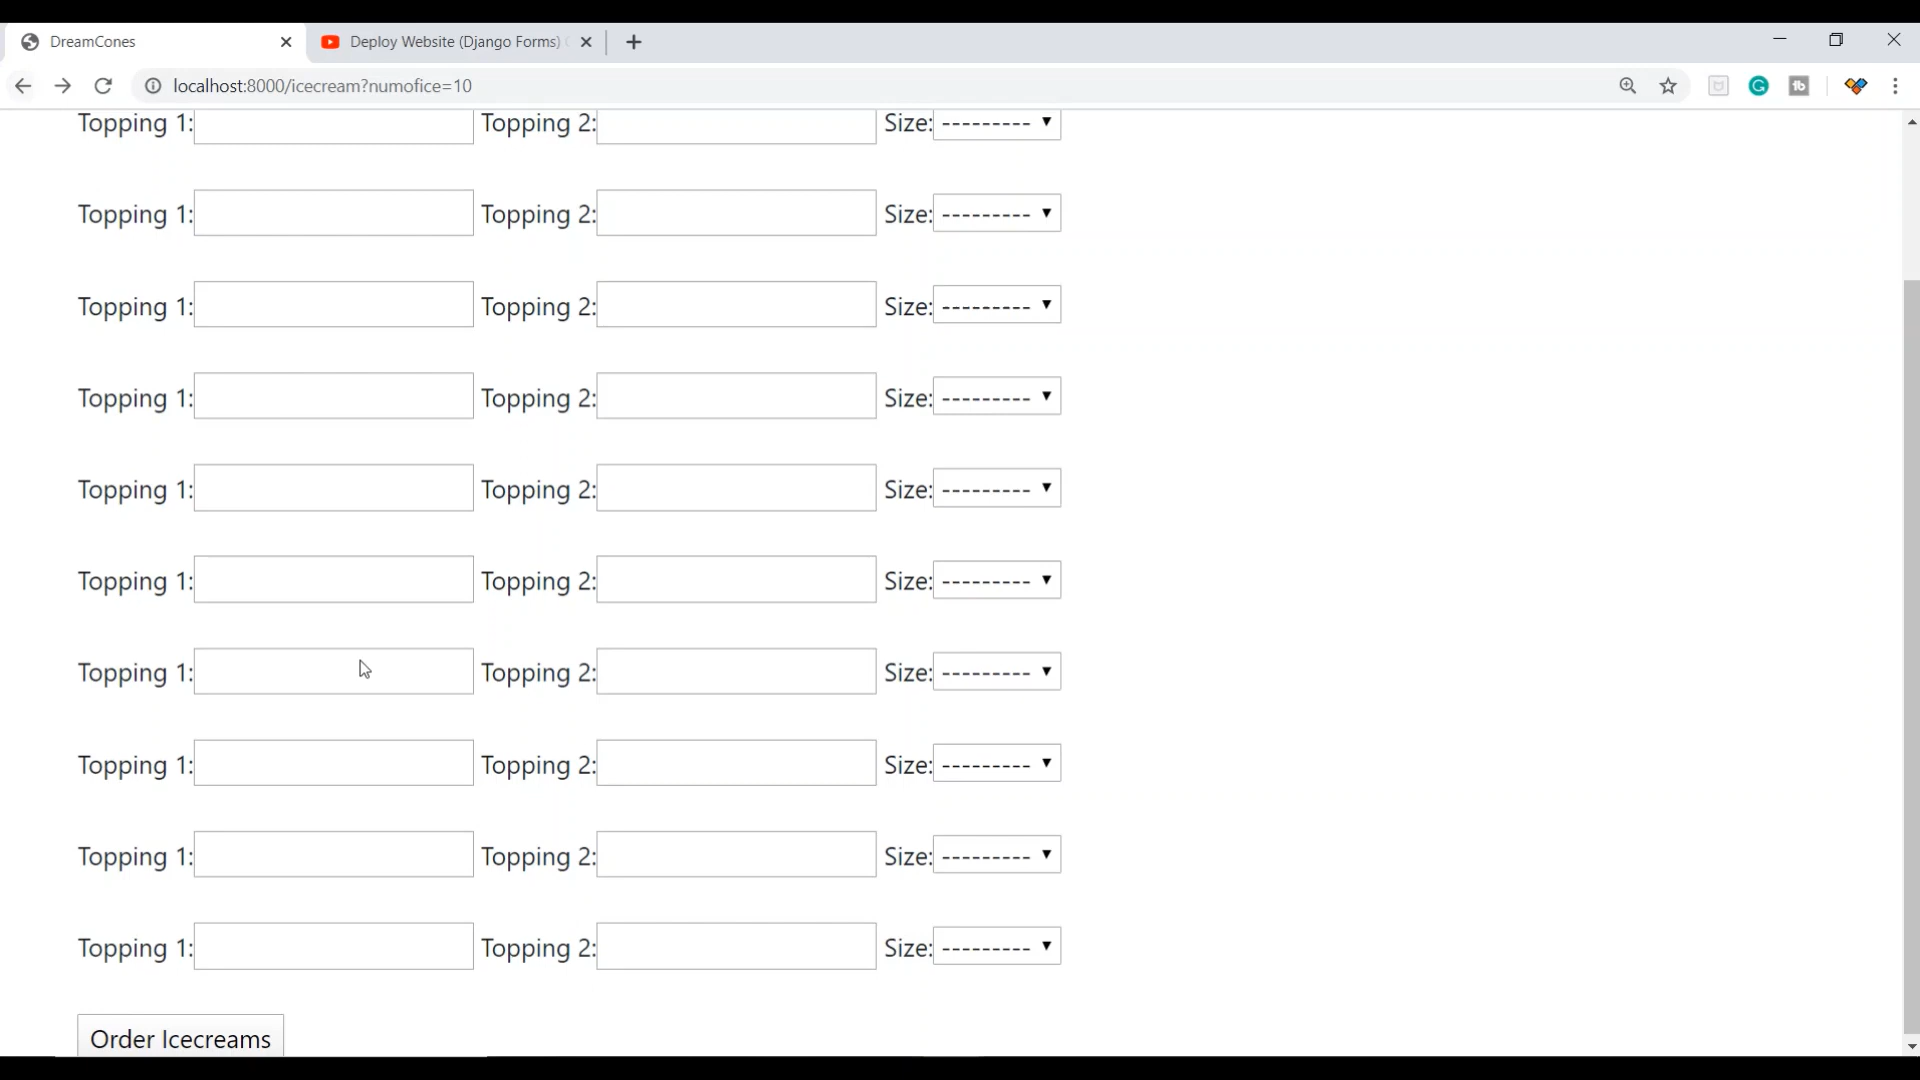 DreamCones
Deploy Website (Django Forms)
localhost:8000/icecream?numofice=10
Topping 1: Topping 2: Size: ---------
Topping 1: Topping 2: Size: ---------
Topping 1: Topping 2: Size: ---------
Topping 1: Topping 2: Size: ---------
Topping 1: Topping 2: Size: ---------
Topping 1: Topping 2: Size: ---------
Topping 1: Topping 2: Size: ---------
Topping 1: Topping 2: Size: ---------
Topping 1: Topping 2: Size: ---------
Topping 1: Topping 2: Size: ---------
Order Icecreams